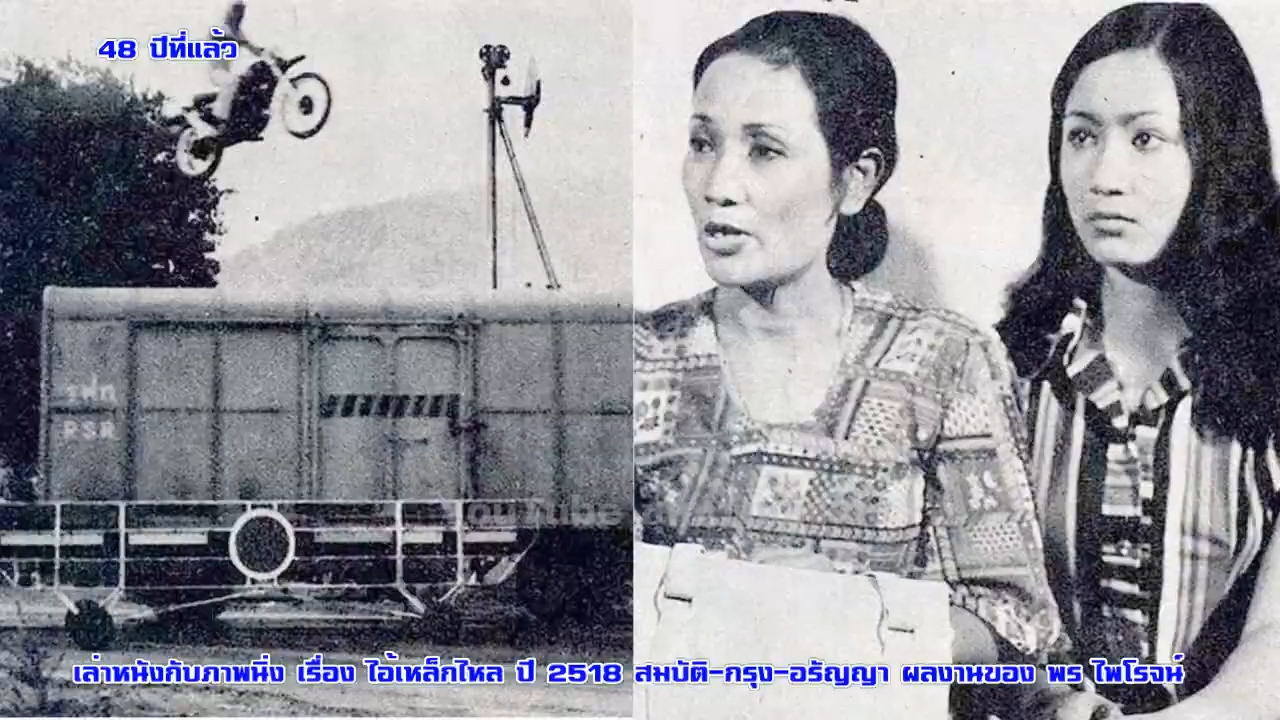 48 ปีที่แล้ว
รฟท
RSR
YouTube
เล่าหนังกับภาพนิ่ง เรื่อง ไอ้เหล็กไหล ปี 2518 สมบัติ-กรุง-อรัญญา ผลงานของ พร ไพโรจน์